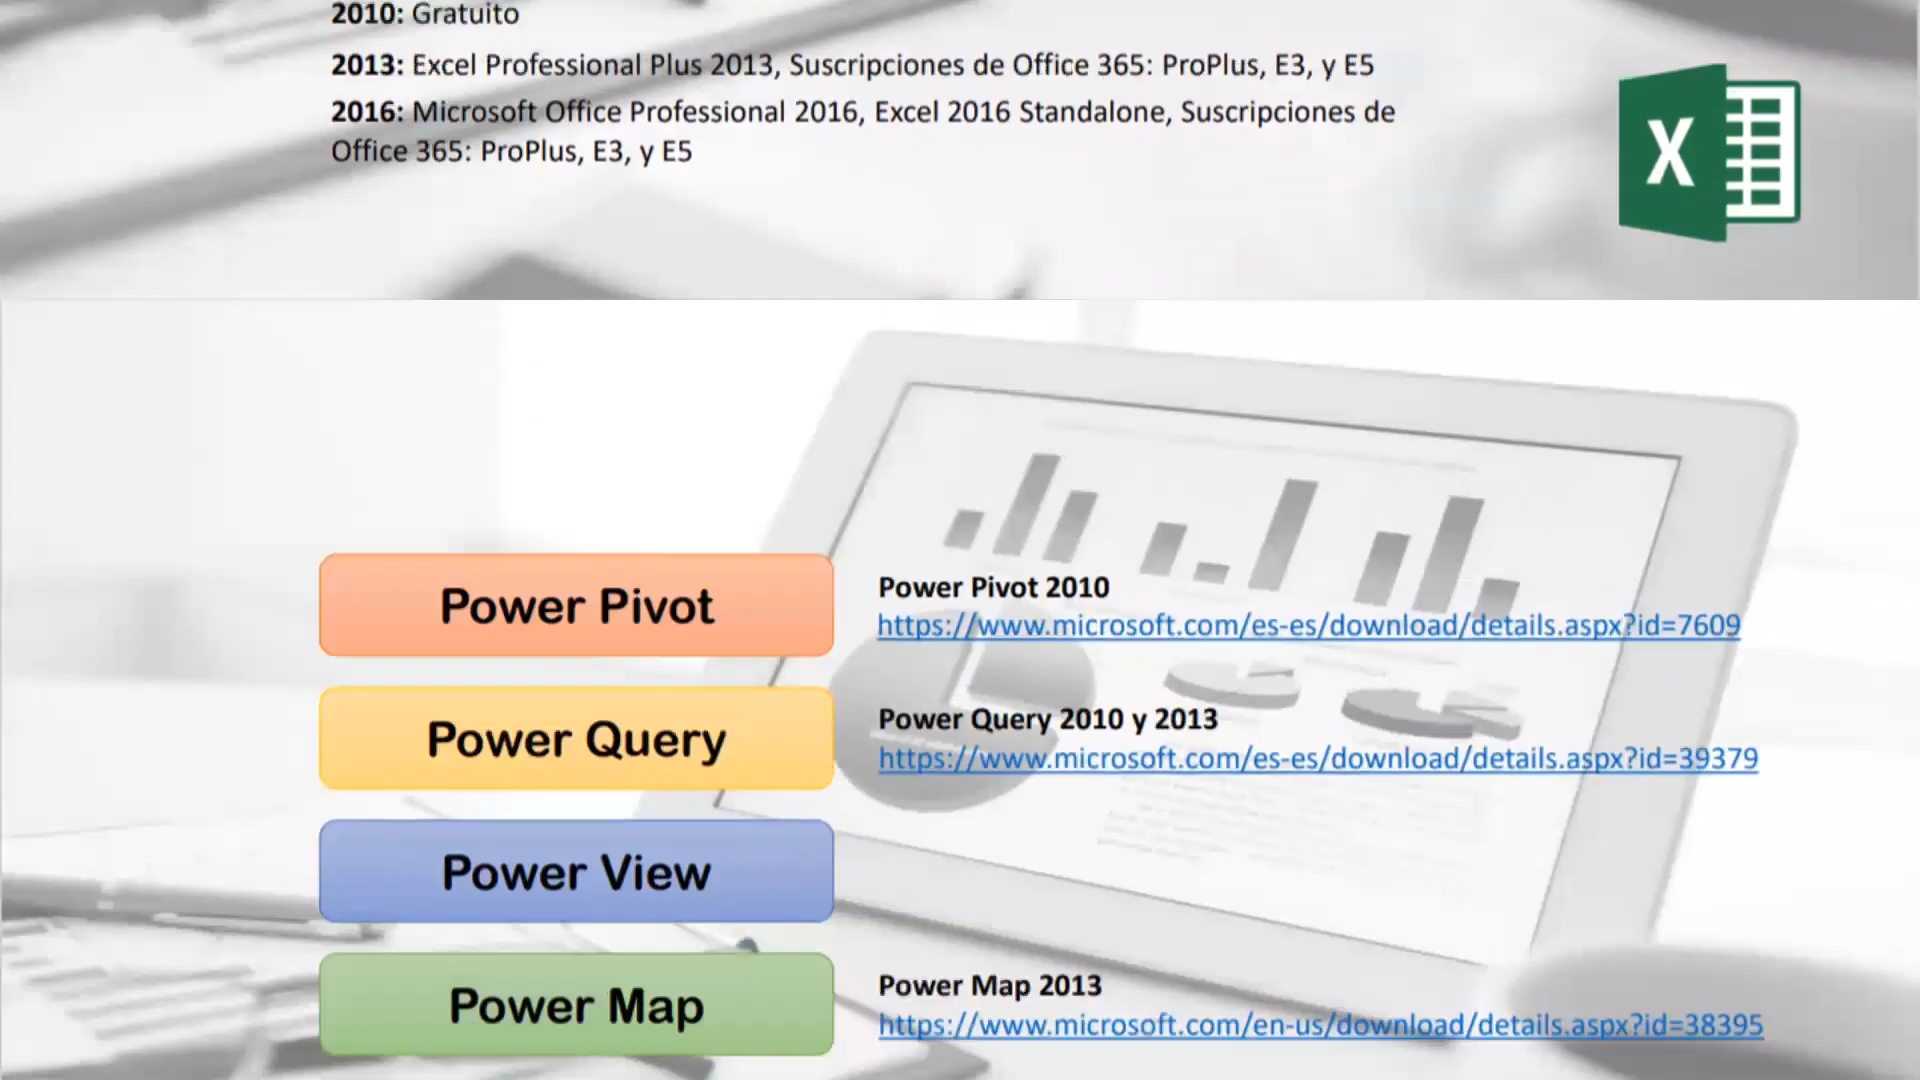 2010: Gratuito
2013: Excel Professional Plus 2013, Suscripciones de Office 365: ProPlus, E3, y E5
2016: Microsoft Office Professional 2016, Excel 2016 Standalone, Suscripciones de
Office 365: ProPlus, E3, y E5
X
Power Pivot
Power Pivot 2010
https://www.microsoft.com/es-es/download/details.aspx?id=7609
Power Query
Power Query 2010 y 2013
https://www.microsoft.com/es-es/download/details.aspx?id=39379
Power View
Power Map
Power Map 2013
https://www.microsoft.com/en-us/download/details.aspx?id=38395